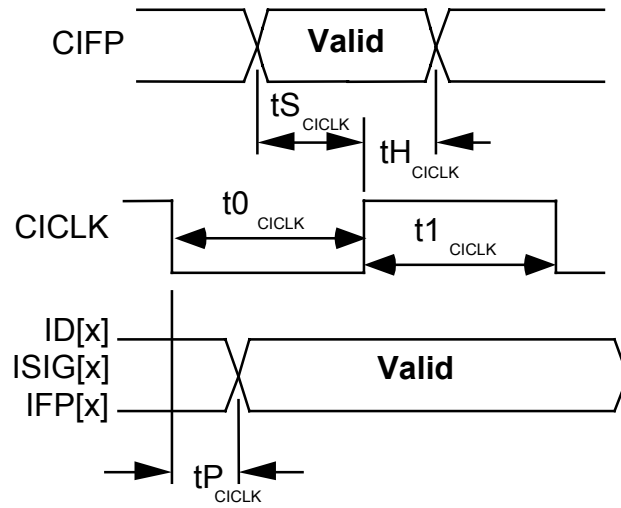 CIFP
Valid
tS CICLK
tH CICLK
CICLK
t0 CICLK
t1 CICLK
ID[x]
ISIG[x]
IFP[x]
Valid
tP CICLK